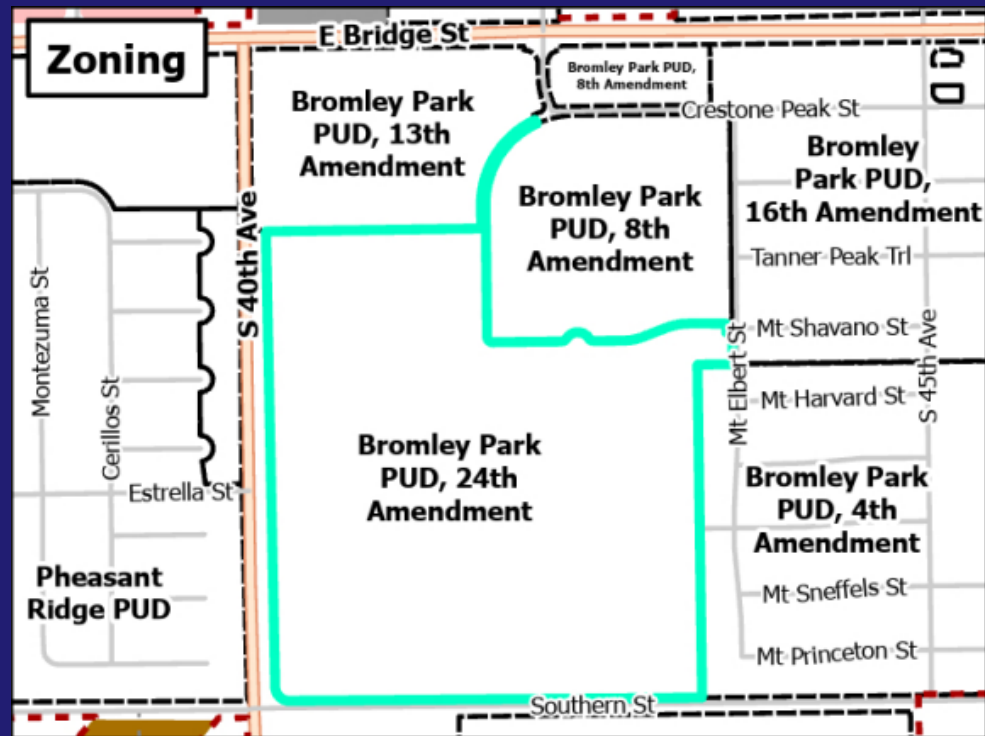 Zoning
E Bridge St
Bromley Park PUD,
8th Amendment
Bromley Park
PUD, 13th
Amendment
Crestone Peak St
Bromley
Park PUD,
16th Amendment
Bromley Park
PUD, 8th
Amendment
S 40th Ave
Tanner Peak Trl
Montezuma St
Cerillos St
Mt Shavano St
Mt Elbert St
S 45th Ave
Mt Harvard St
Bromley Park
PUD, 24th
Amendment
Estrella St
Bromley Park
PUD, 4th
Amendment
Pheasant
Ridge PUD
Mt Sneffels St
Mt Princeton St
Southern St